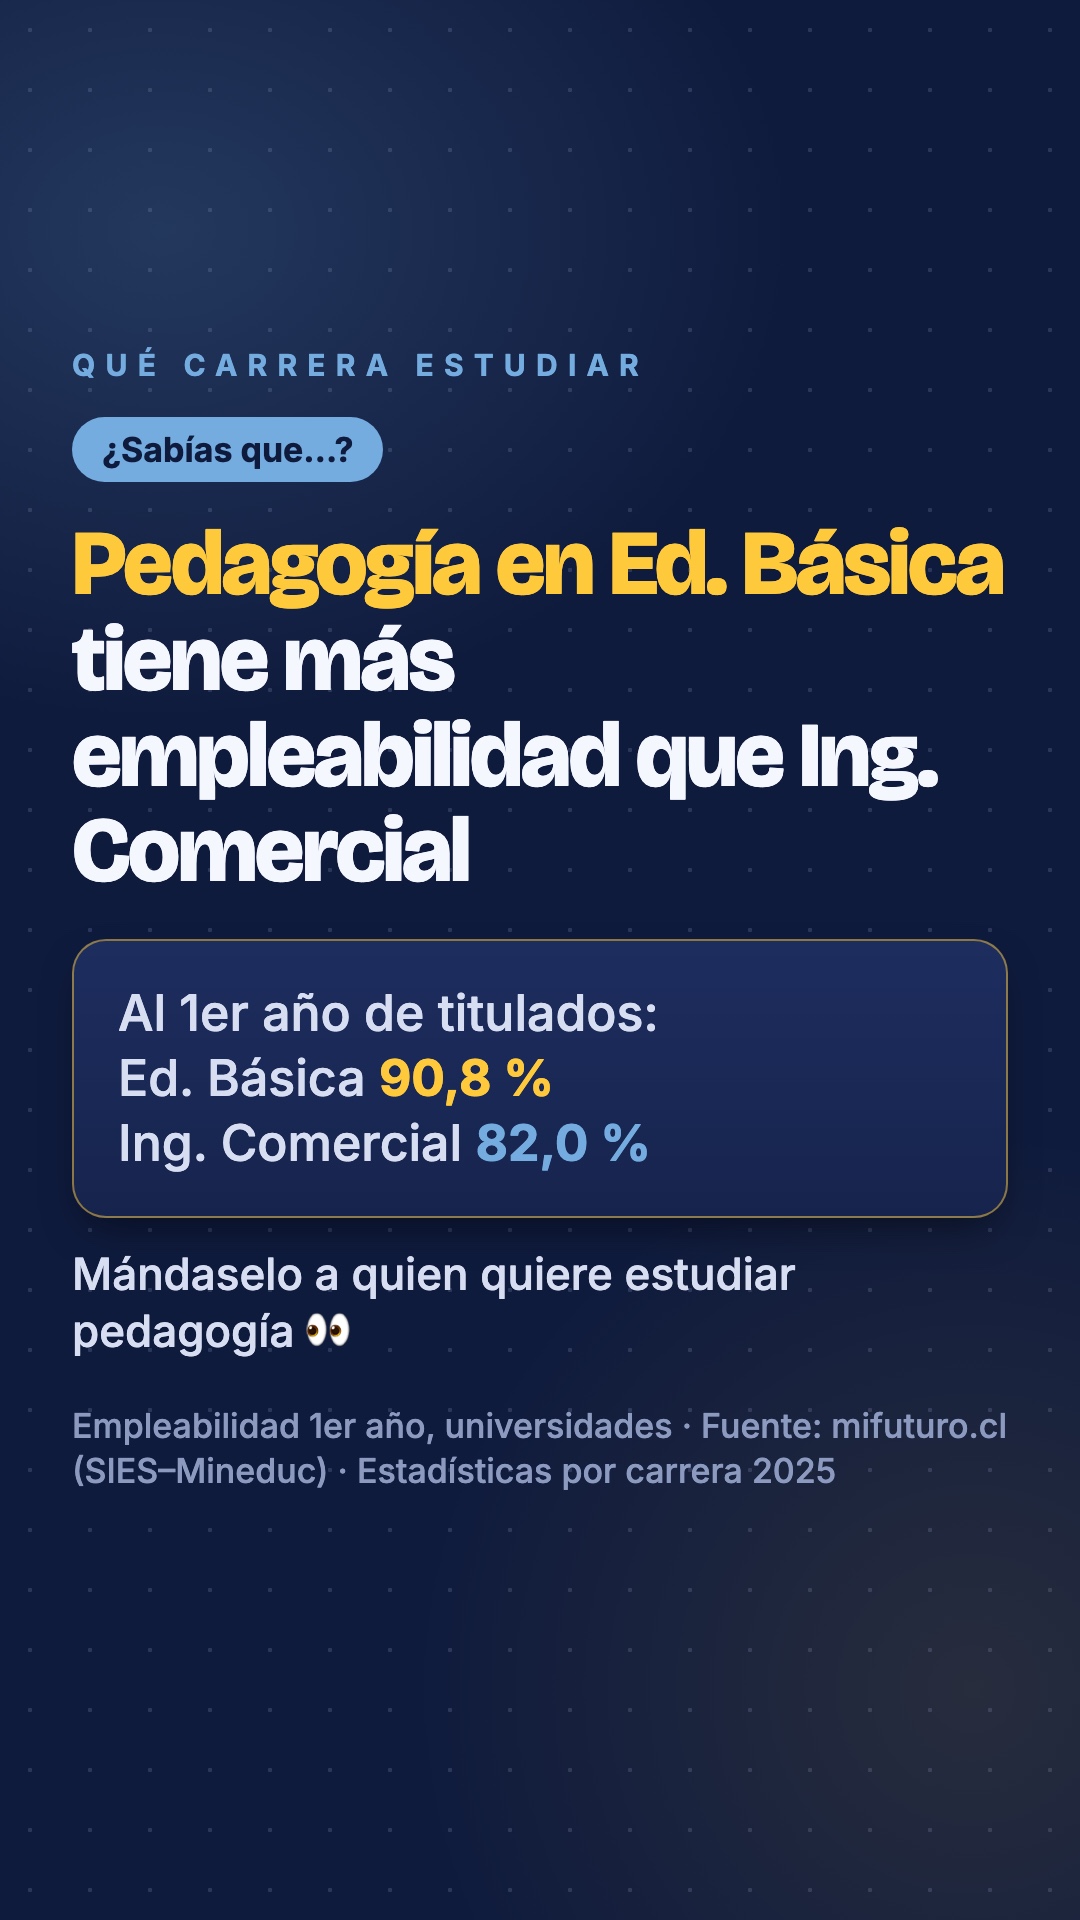 QUÉ CARRERA ESTUDIAR
¿Sabías que...?
Pedagogía en Ed. Básica
tiene más
empleabilidad que Ing.
Comercial
Al 1er año de titulados:
Ed. Básica 90,8 %
Ing. Comercial 82,0 %
Mándaselo a quien quiere estudiar
pedagogía 👀
Empleabilidad 1er año, universidades · Fuente: mifuturo.cl
(SIES–Mineduc) · Estadísticas por carrera 2025